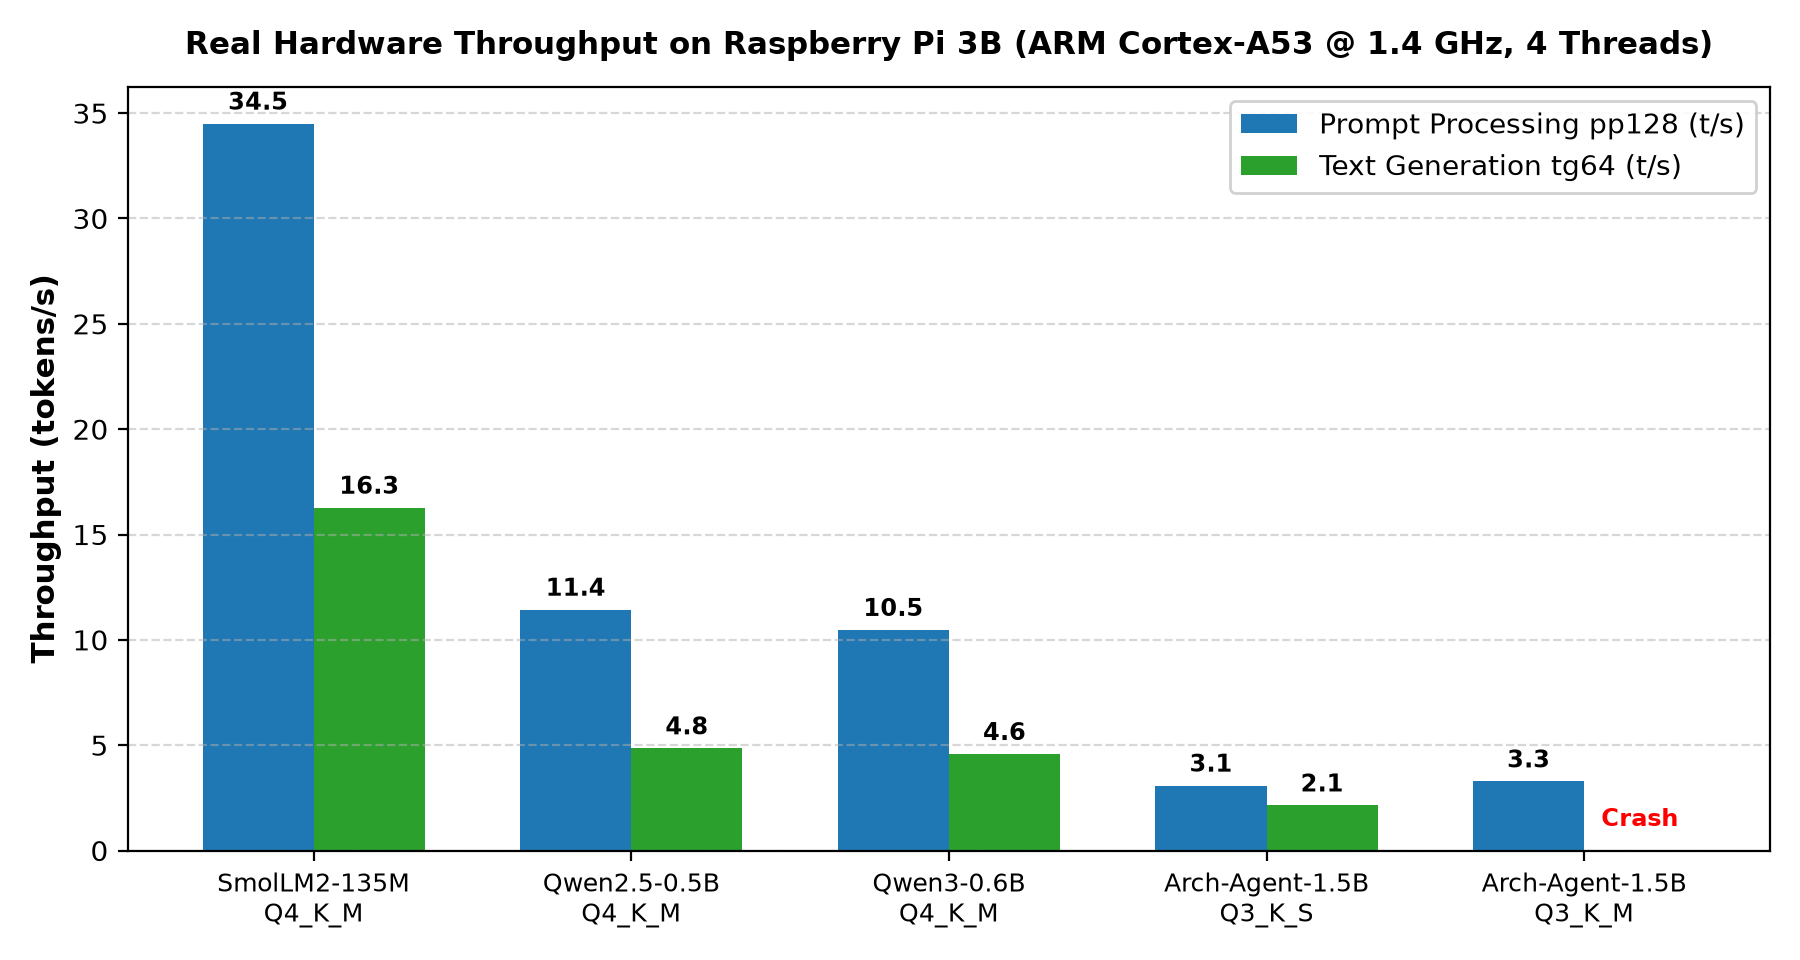 Real Hardware Throughput on Raspberry Pi 3B (ARM Cortex-A53 @ 1.4 GHz, 4 Threads)
Prompt Processing pp128 (t/s)
Text Generation tg64 (t/s)
Throughput (tokens/s)
35
30
25
20
15
10
5
0
34.5
16.3
11.4
4.8
10.5
4.6
3.1
2.1
3.3
Crash
SmolLM2-135M
Q4_K_M
Qwen2.5-0.5B
Q4_K_M
Qwen3-0.6B
Q4_K_M
Arch-Agent-1.5B
Q3_K_S
Arch-Agent-1.5B
Q3_K_M